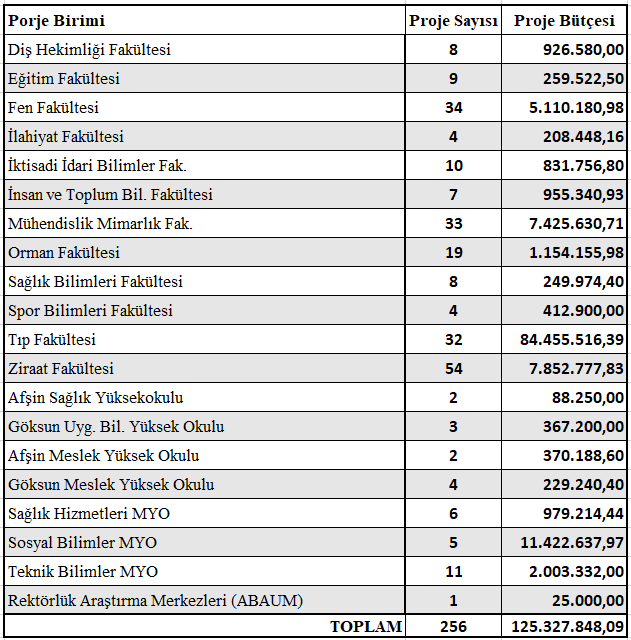 Porje Birimi Proje Sayısı Proje Bütçesi
Diş Hekimliği Fakültesi 8 926.580,00
Eğitim Fakültesi 9 259.522,50
Fen Fakültesi 34 5.110.180,98
İlahiyat Fakültesi 4 208.448,16
İktisadi İdari Bilimler Fak. 10 831.756,80
İnsan ve Toplum Bil. Fakültesi 7 955.340,93
Mühendislik Mimarlık Fak. 33 7.425.630,71
Orman Fakültesi 19 1.154.155,98
Sağlık Bilimleri Fakültesi 8 249.974,40
Spor Bilimleri Fakültesi 4 412.900,00
Tıp Fakültesi 32 84.455.516,39
Ziraat Fakültesi 54 7.852.777,83
Afşin Sağlık Yüksekokulu 2 88.250,00
Göksun Uyg. Bil. Yüksek Okulu 3 367.200,00
Afşin Meslek Yüksek Okulu 2 370.188,60
Göksun Meslek Yüksek Okulu 4 229.240,40
Sağlık Hizmetleri MYO 6 979.214,44
Sosyal Bilimler MYO 5 11.422.637,97
Teknik Bilimler MYO 11 2.003.332,00
Rektörlük Araştırma Merkezleri (ABAUM) 1 25.000,00
TOPLAM 256 125.327.848,09